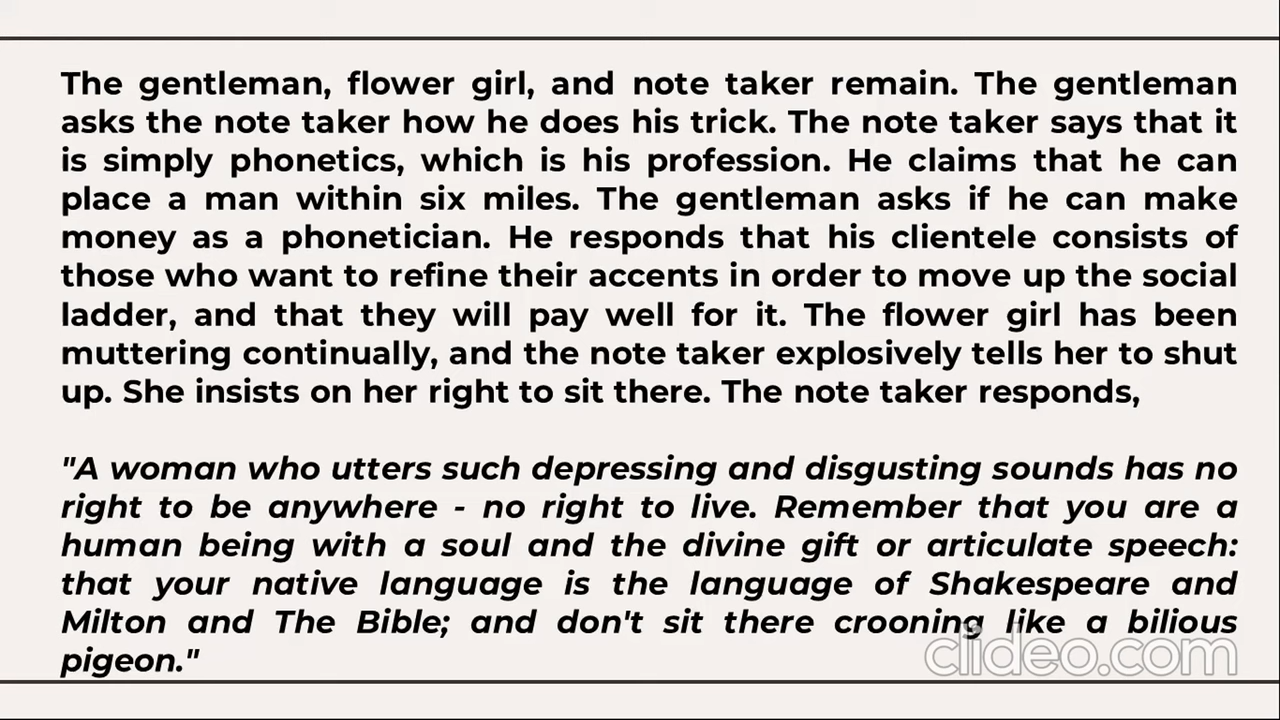 The gentleman, flower girl, and note taker remain. The gentleman
asks the note taker how he does his trick. The note taker says that it
is simply phonetics, which is his profession. He claims that he can
place a man within six miles. The gentleman asks if he can make
money as a phonetician. He responds that his clientele consists of
those who want to refine their accents in order to move up the social
ladder, and that they will pay well for it. The flower girl has been
muttering continually, and the note taker explosively tells her to shut
up. She insists on her right to sit there. The note taker responds,
"A woman who utters such depressing and disgusting sounds has no
right to be anywhere - no right to live. Remember that you are a
human being with a soul and the divine gift or articulate speech:
that your native language is the language of Shakespeare and
Milton and The Bible; and don't sit there crooning like a bilious
pigeon."
clideo.com